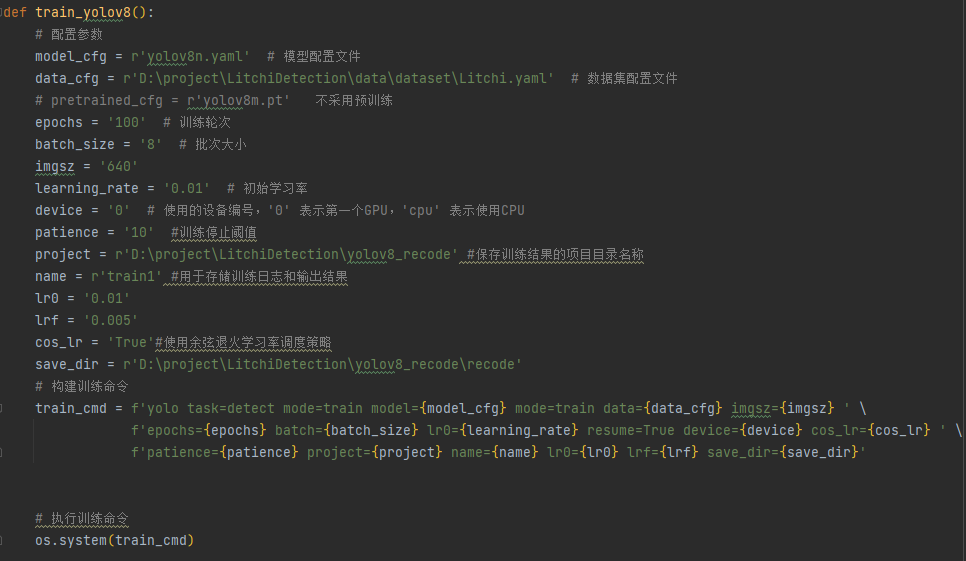 def train_yolov8():
# 配置参数
model_cfg = r'yolov8n.yaml'  # 模型配置文件
data_cfg = r'D:\project\LitchiDetection\data\dataset\Litchi.yaml'  # 数据集配置文件
# pretrained_cfg = r'yolov8m.pt'   不采用预训练
epochs = '100'  # 训练轮次
batch_size = '8'  # 批次大小
imgsz = '640'
learning_rate = '0.01'  # 初始学习率
device = '0'  # 使用的设备编号，'0' 表示第一个GPU，'cpu' 表示使用CPU
patience = '10'  #训练停止阈值
project = r'D:\project\LitchiDetection\yolov8_recode' #保存训练结果的项目目录名称
name = r'train1' #用于存储训练日志和输出结果
lr0 = '0.01'
lrf = '0.005'
cos_lr = 'True'#使用余弦退火学习率调度策略
save_dir = r'D:\project\LitchiDetection\yolov8_recode\recode'
# 构建训练命令
train_cmd = f'yolo task=detect mode=train model={model_cfg} mode=train data={data_cfg} imgsz={imgsz} ' \
f'epochs={epochs} batch={batch_size} lr0={learning_rate} resume=True device={device} cos_lr={cos_lr} ' \
f'patience={patience} project={project} name={name} lr0={lr0} lrf={lrf} save_dir={save_dir}'
# 执行训练命令
os.system(train_cmd)